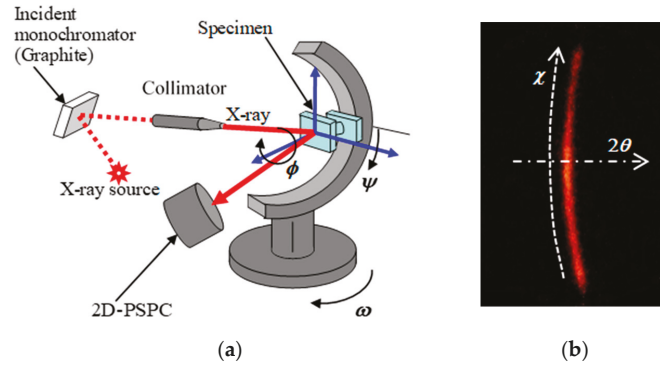 Incident
monochromator
(Graphite)
Specimen
Collimator
X-ray
X-ray source
ϕ
ψ
2D-PSPC
ω
χ
2θ
(a)
(b)